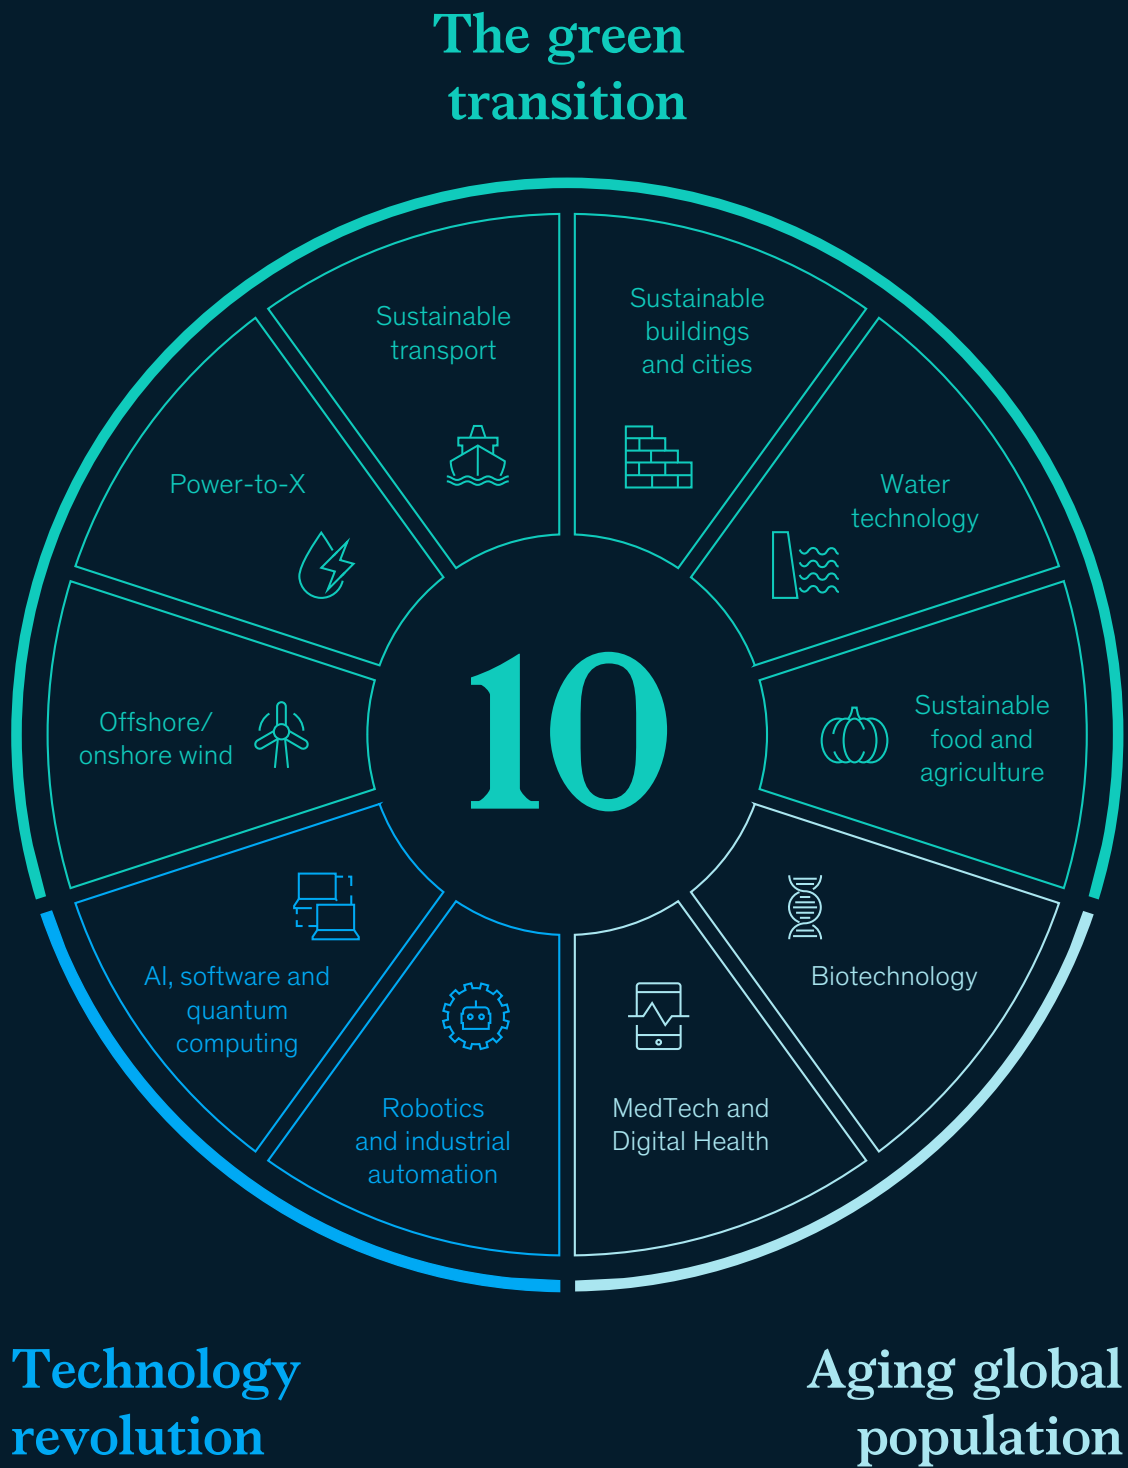 The green
transition
Sustainable
transport
Sustainable
buildings
and cities
Power-to-X
Water
technology
Offshore/
onshore wind
10
Sustainable
food and
agriculture
AI, software and
quantum
computing
Biotechnology
Robotics
and industrial
automation
MedTech and
Digital Health
Technology
revolution
Aging global
population